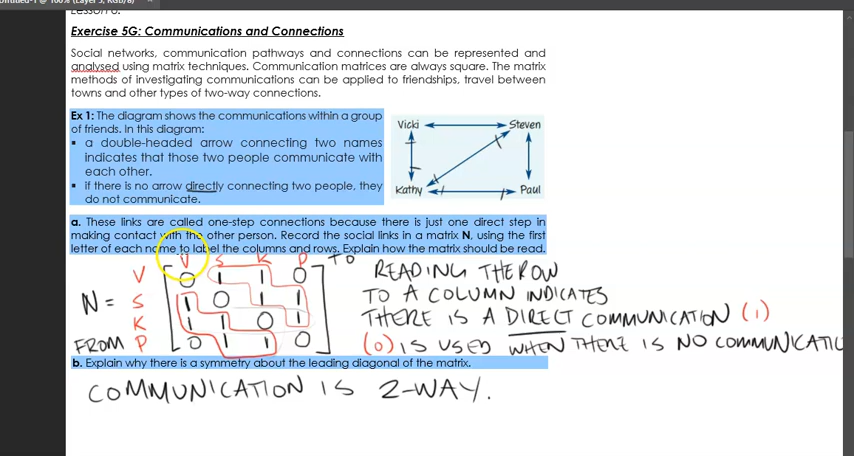 Exercise 5G: Communications and Connections
Social networks, communication pathways and connections can be represented and
analysed using matrix techniques. Communication matrices are always square. The matrix
methods of investigating communications can be applied to friendships, travel between
towns and other types of two-way connections.
Ex 1: The diagram shows the communications within a group
of friends. In this diagram:
▪ a double-headed arrow connecting two names
indicates that those two people communicate with
each other.
▪ if there is no arrow directly connecting two people, they
do not communicate.
Vicki Steven
Kathy Paul
a. These links are called one-step connections because there is just one direct step in
making contact with the other person. Record the social links in a matrix N, using the first
letter of each name to label the columns and rows. Explain how the matrix should be read.
V S K P TO
V 0 1 1 0
N = S 1 0 1 1
K 1 1 0 1
FROM P 0 1 1 0
READING THE ROW
TO A COLUMN INDICATES
THERE IS A DIRECT COMMUNICATION (1)
(0) IS USED WHEN THERE IS NO COMMUNICATIO
b. Explain why there is a symmetry about the leading diagonal of the matrix.
COMMUNICATION IS 2-WAY.